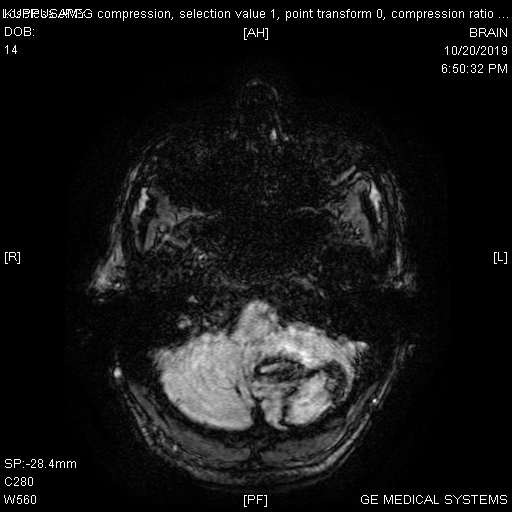 compression, selection value 1, point transform 0, compression ratio ...
DOB:
14
[AH]
BRAIN
10/20/2019
6:50:32 PM
[R]
[L]
SP:-28.4mm
C280
W560
[PF]
GE MEDICAL SYSTEMS